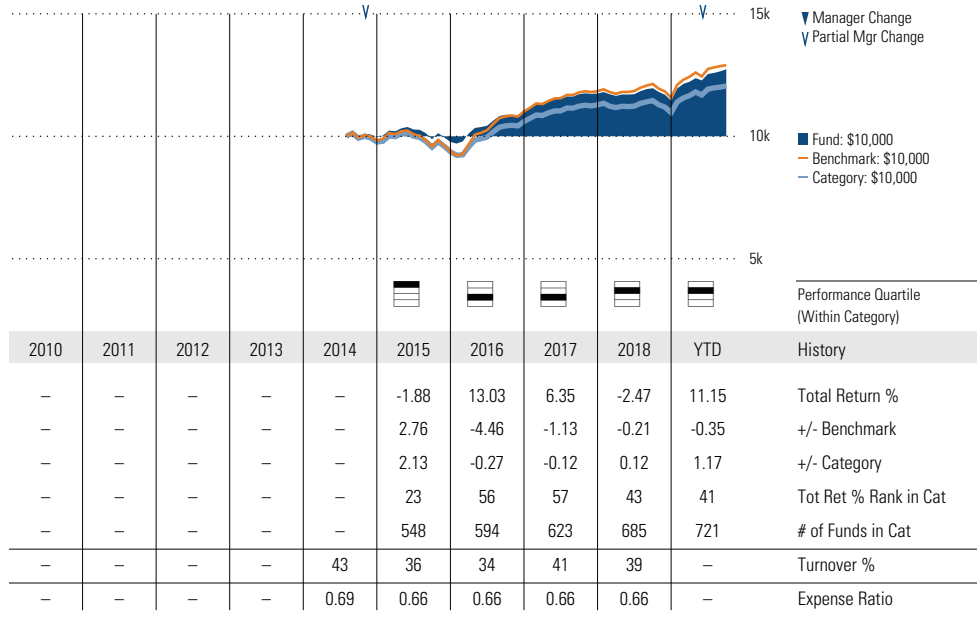 15k
▼ Manager Change
V Partial Mgr Change
10k
Fund: $10,000
Benchmark: $10,000
Category: $10,000
5k
Performance Quartile
(Within Category)
2010 2011 2012 2013 2014 2015 2016 2017 2018 YTD History
– – – – – -1.88 13.03 6.35 -2.47 11.15 Total Return %
– – – – – 2.76 -4.46 -1.13 -0.21 -0.35 +/- Benchmark
– – – – – 2.13 -0.27 -0.12 0.12 1.17 +/- Category
– – – – – 23 56 57 43 41 Tot Ret % Rank in Cat
– – – – – 548 594 623 685 721 # of Funds in Cat
– – – – 43 36 34 41 39 – Turnover %
– – – – 0.69 0.66 0.66 0.66 0.66 – Expense Ratio